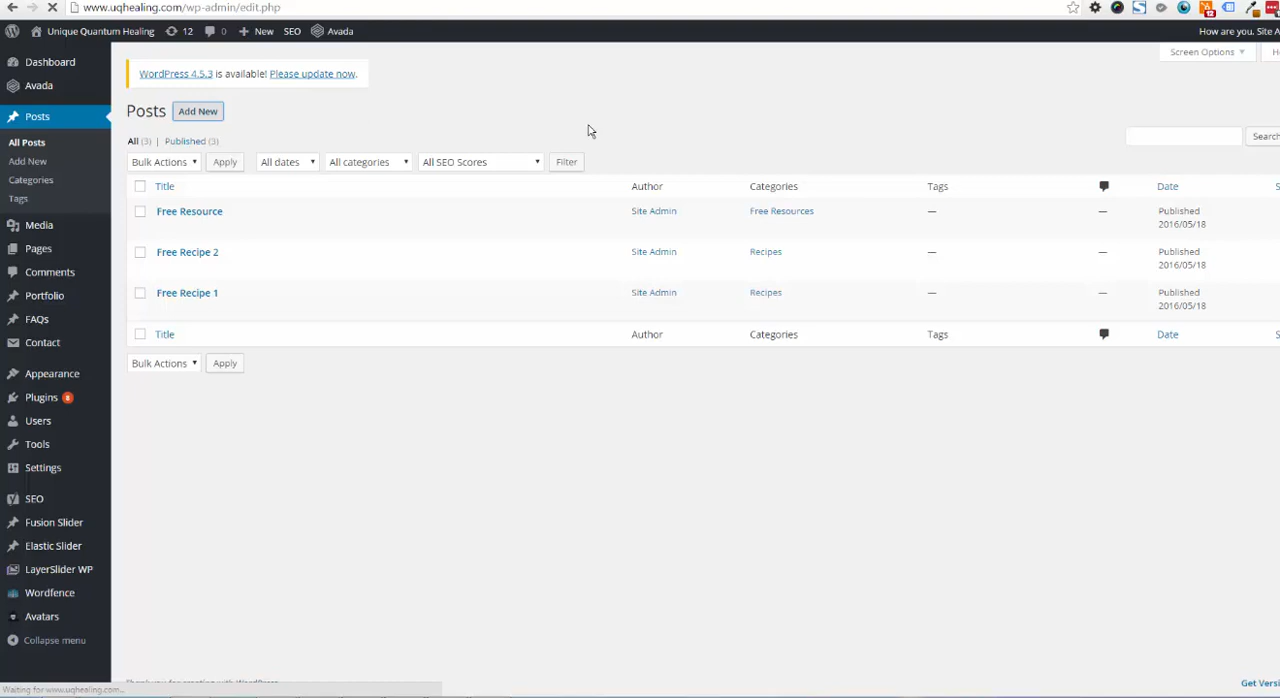 www.uqhealing.com/wp-admin/edit.php
12
Unique Quantum Healing 12 0 New SEO Avada
How are you, Site A
Screen Options
Dashboard
Avada
Posts
All Posts
Add New
Categories
Tags
Media
Pages
Comments
Portfolio
FAQs
Contact
Appearance
Plugins 8
Users
Tools
Settings
SEO
Fusion Slider
Elastic Slider
LayerSlider WP
Wordfence
Avatars
Collapse menu
WordPress 4.5.3 is available! Please update now.
Posts Add New
All (3) | Published (3)
Search
Bulk Actions Apply All dates All categories All SEO Scores Filter
Title Author Categories Tags Date
Free Resource Site Admin Free Resources — — Published
2016/05/18
Free Recipe 2 Site Admin Recipes — — Published
2016/05/18
Free Recipe 1 Site Admin Recipes — — Published
2016/05/18
Title Author Categories Tags Date
Bulk Actions Apply
Waiting for www.uqhealing.com...
Get Versi